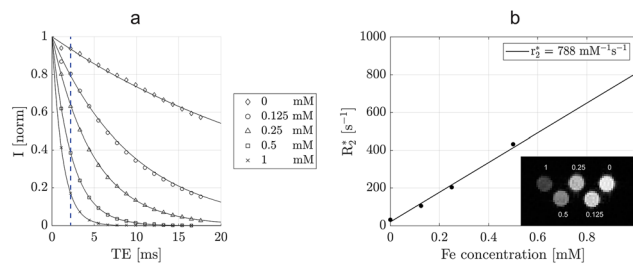 a
I [norm]
1
0.8
0.6
0.4
0.2
0
0 5 10 15 20
TE [ms]
0 mM
0.125 mM
0.25 mM
0.5 mM
1 mM
b
R₂* [s⁻¹]
1000
800
600
400
200
0
0 0.2 0.4 0.6 0.8
Fe concentration [mM]
r₂* = 788 mM⁻¹s⁻¹
1 0.25 0
0.5 0.125